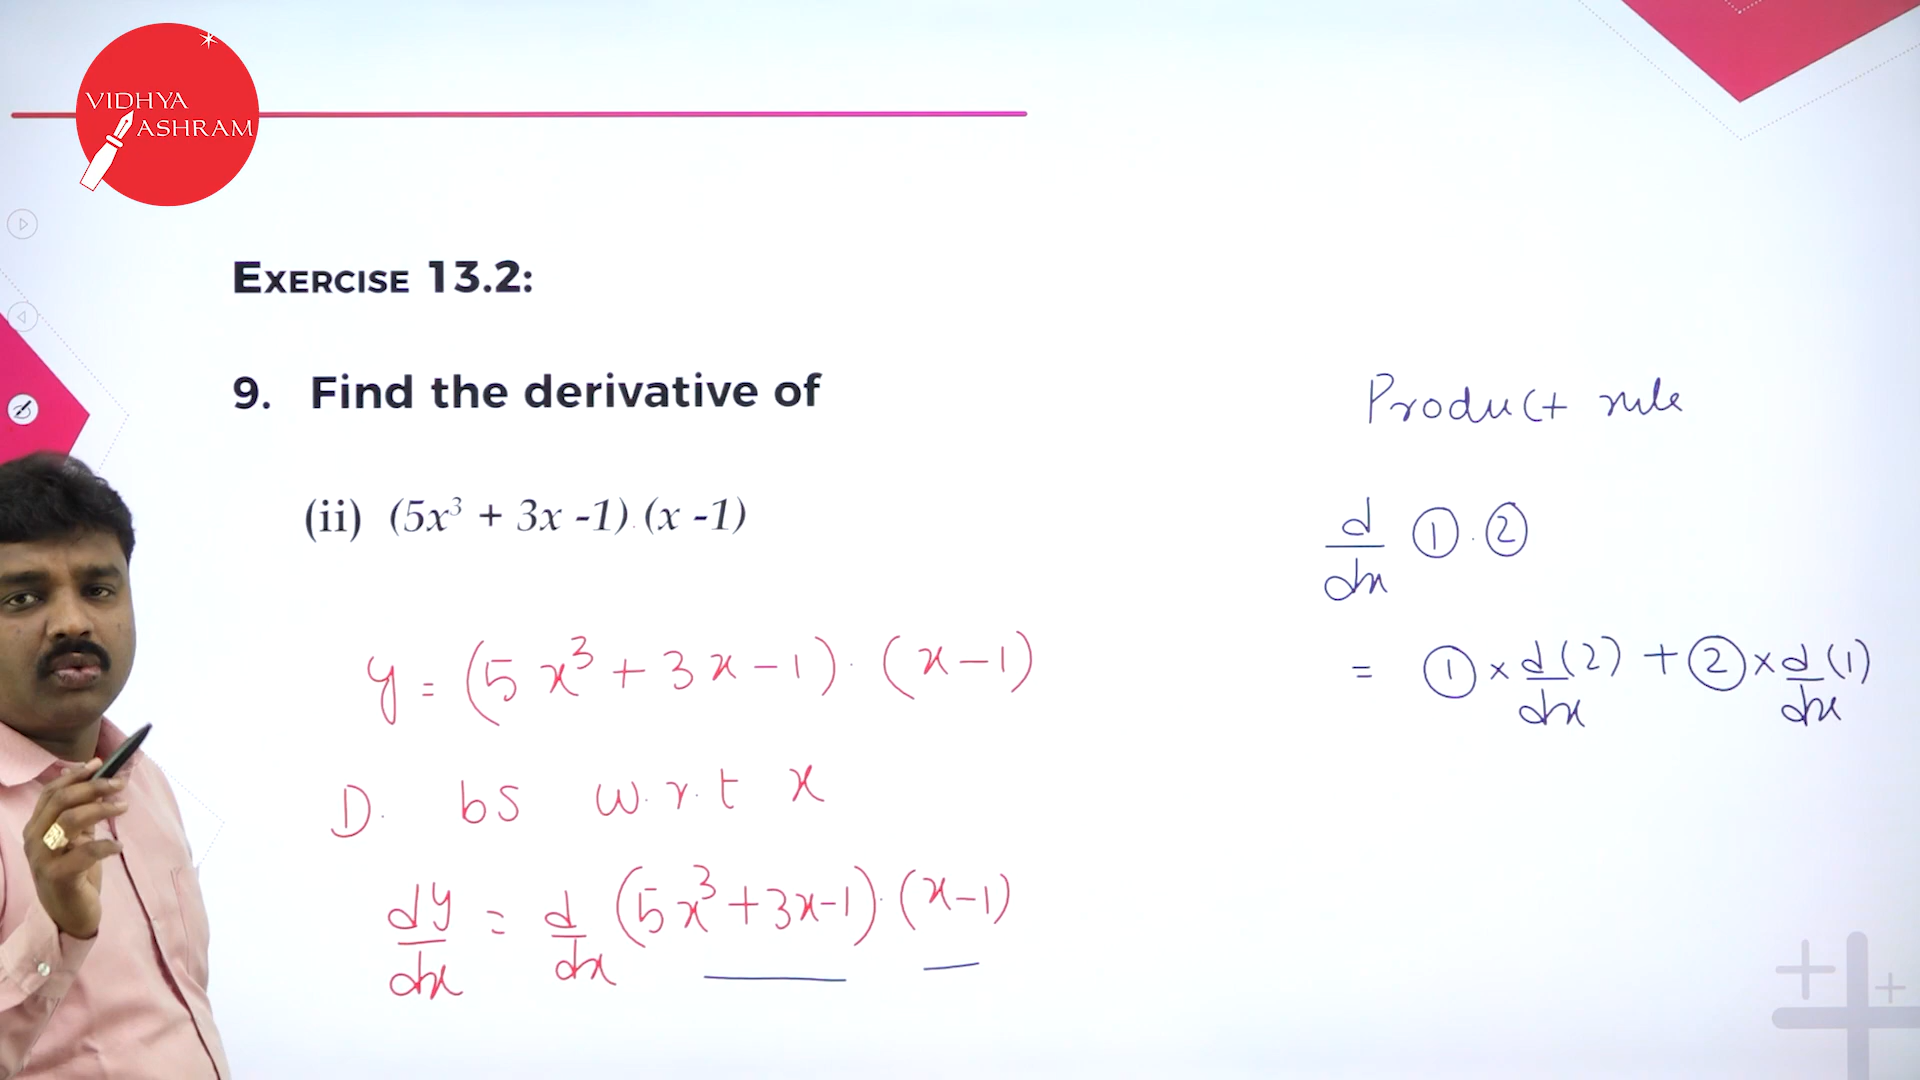 VIDHYA
ASHRAM
EXERCISE 13.2:
9. Find the derivative of
(ii) (5x³ + 3x -1) (x -1)
y = (5x³ + 3x - 1) · (x - 1)
D. bs w.r.t x
dy/dx = d/dx (5x³ + 3x - 1) · (x - 1)
Product rule
d/dx ① · ②
= ① × d(2)/dx + ② × d(1)/dx